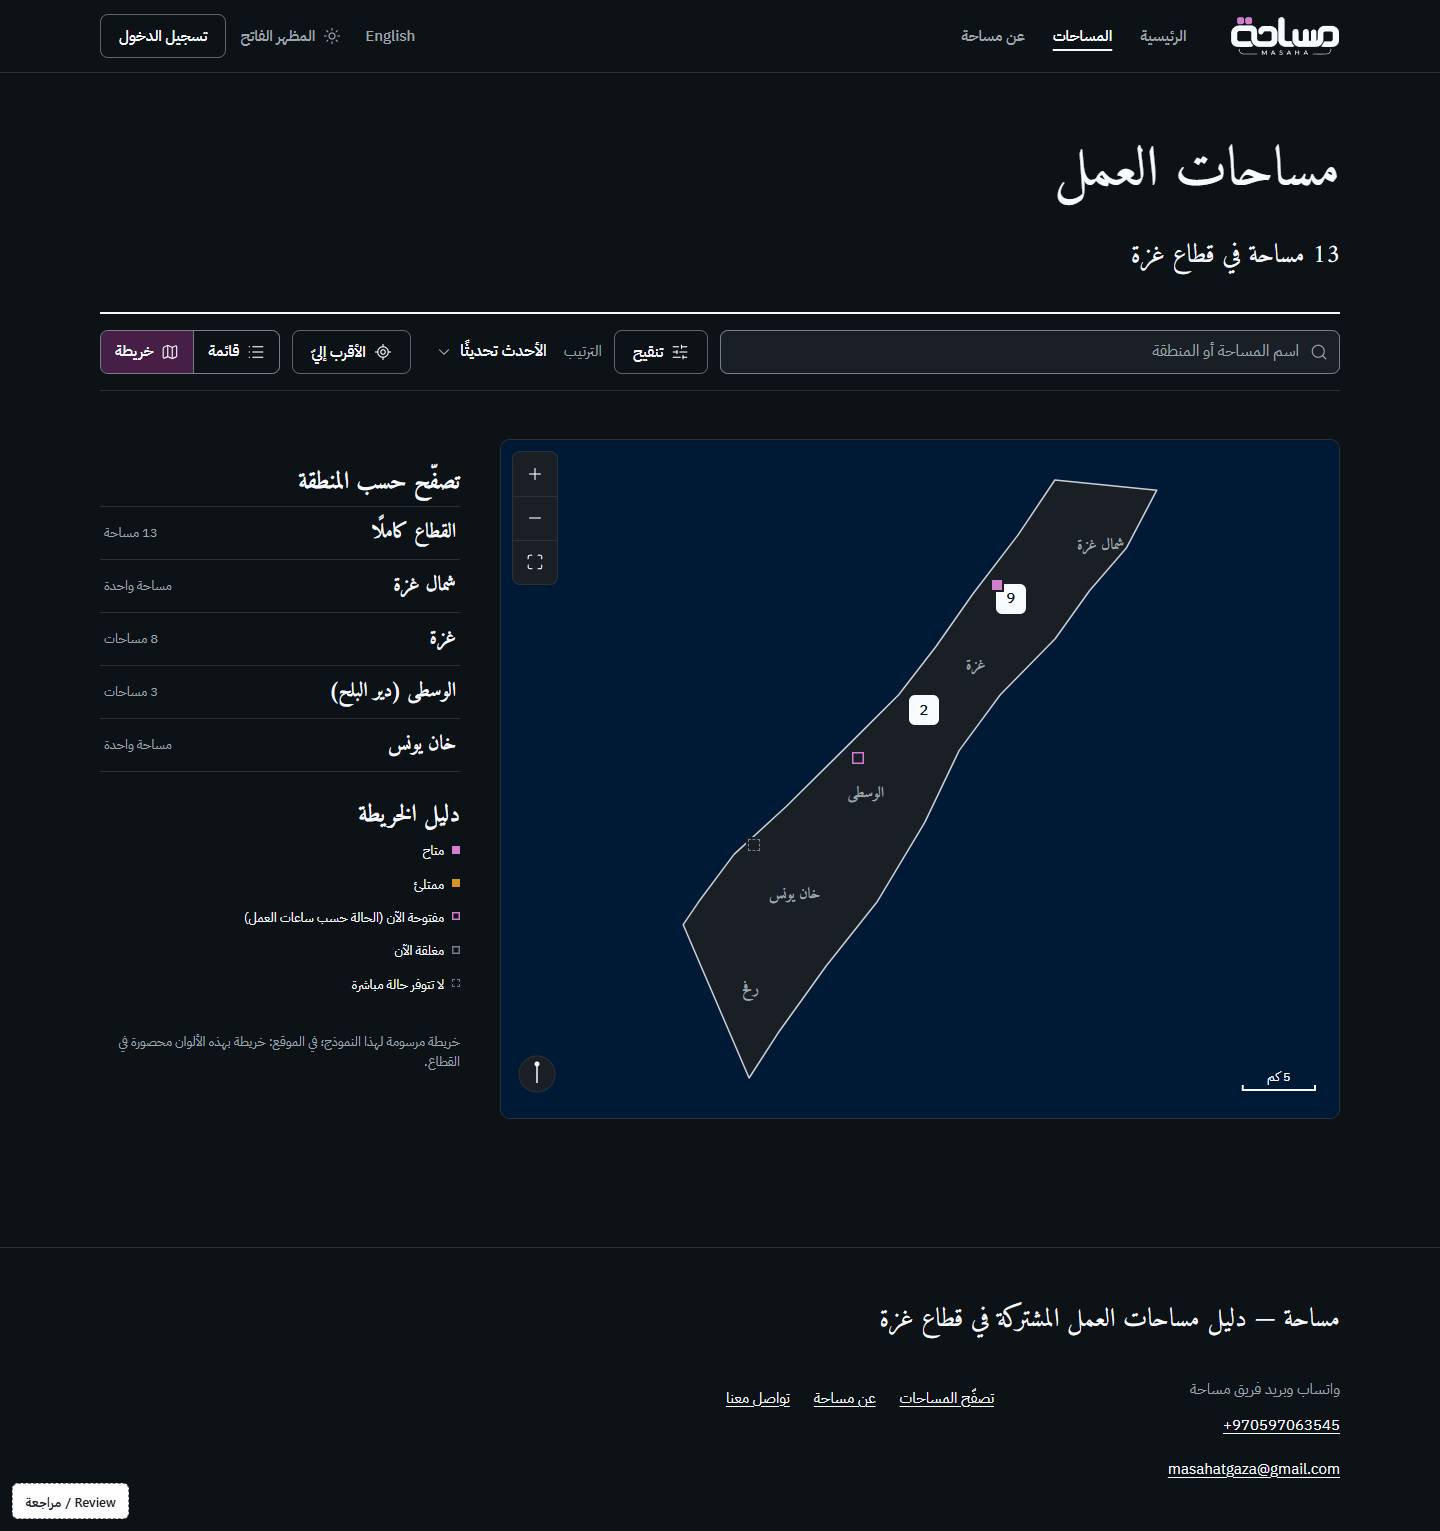 مساحة
MASAHA
الرئيسية
المساحات
عن مساحة
English
المظهر الفاتح
تسجيل الدخول
مساحات العمل
13 مساحة في قطاع غزة
اسم المساحة أو المنطقة
تنقيح
الترتيب
الأحدث تحديثًا
الأقرب إليّ
قائمة
خريطة
شمال غزة
9
غزة
2
الوسطى
خان يونس
رفح
5 كم
تصفّح حسب المنطقة
القطاع كاملًا
13 مساحة
شمال غزة
مساحة واحدة
غزة
8 مساحات
الوسطى (دير البلح)
3 مساحات
خان يونس
مساحة واحدة
دليل الخريطة
متاح
ممتلئ
مفتوحة الآن (الحالة حسب ساعات العمل)
مغلقة الآن
لا تتوفر حالة مباشرة
خريطة مرسومة لهذا النموذج؛ في الموقع: خريطة بهذه الألوان محصورة في
القطاع.
مساحة — دليل مساحات العمل المشتركة في قطاع غزة
واتساب وبريد فريق مساحة
+970597063545
masahatgaza@gmail.com
تصفّح المساحات
عن مساحة
تواصل معنا
Review / مراجعة